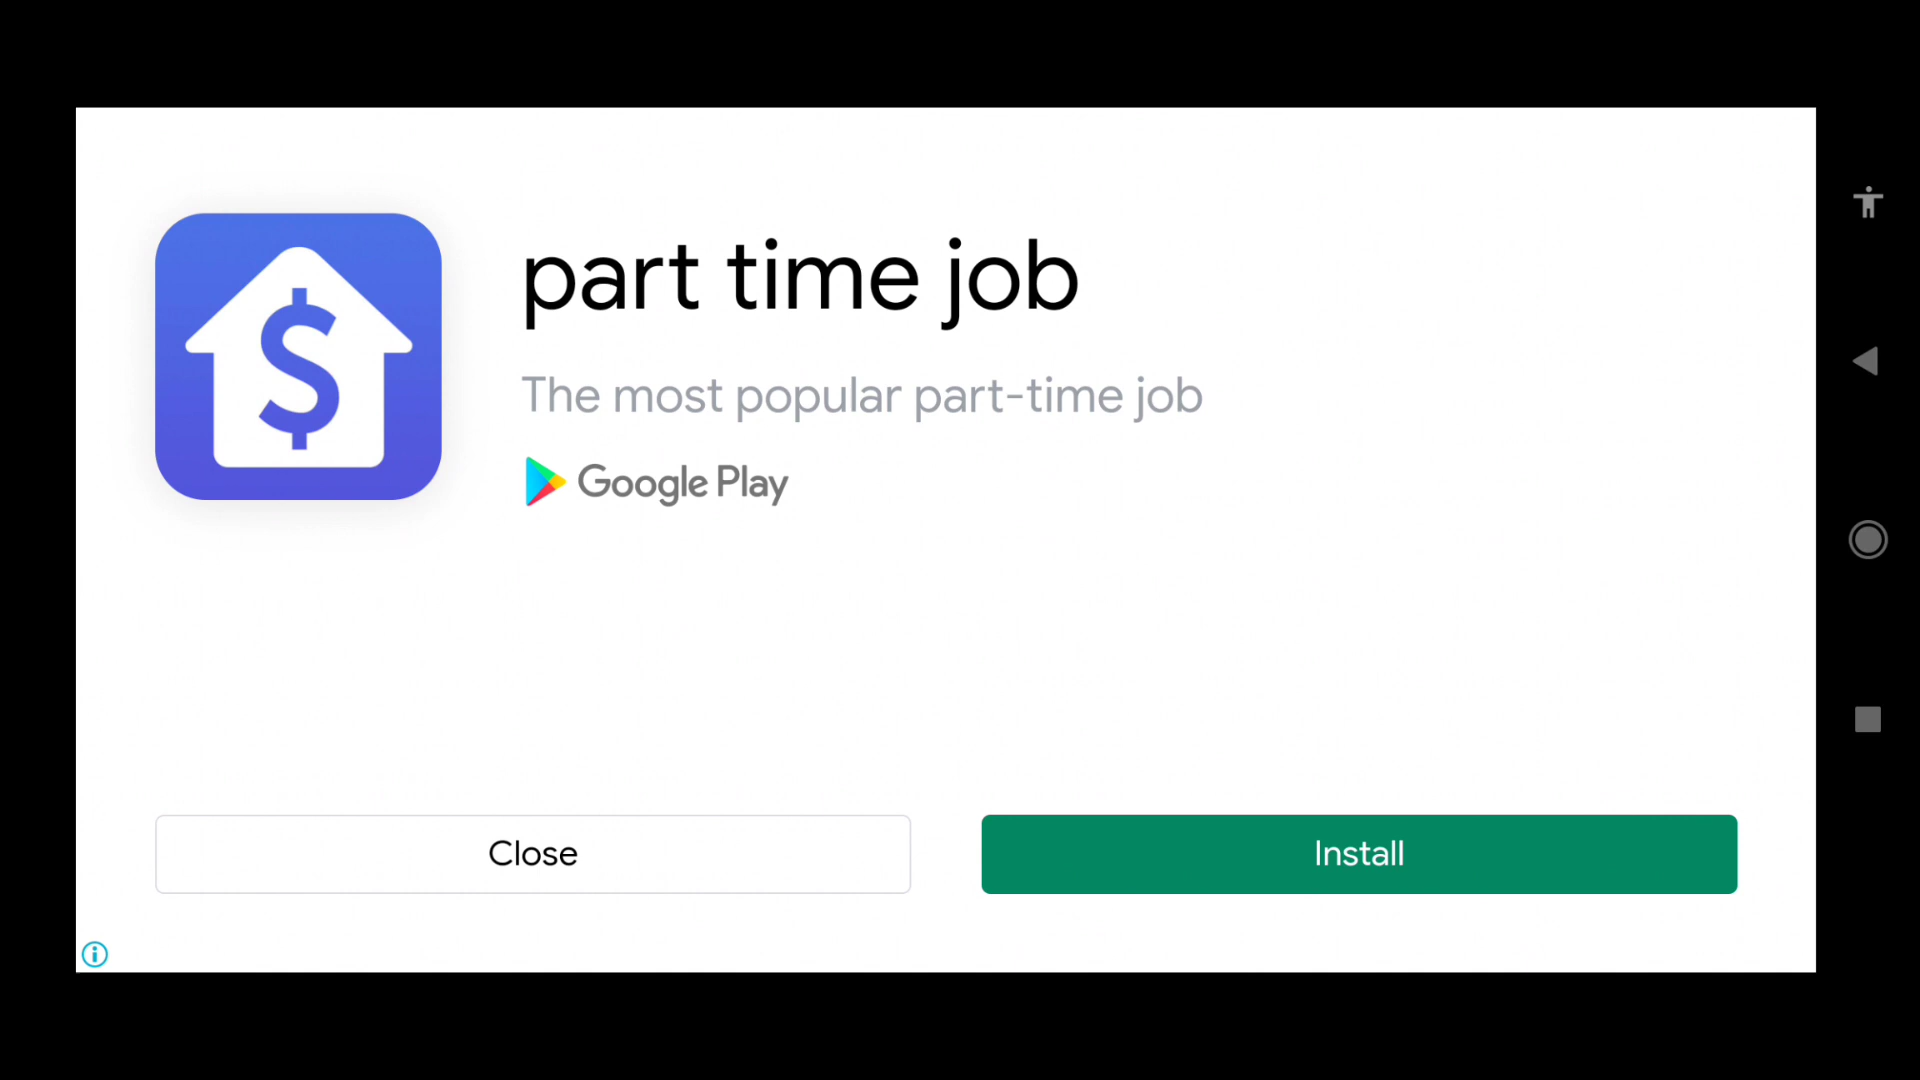 part time job
The most popular part-time job
Google Play
Close
Install